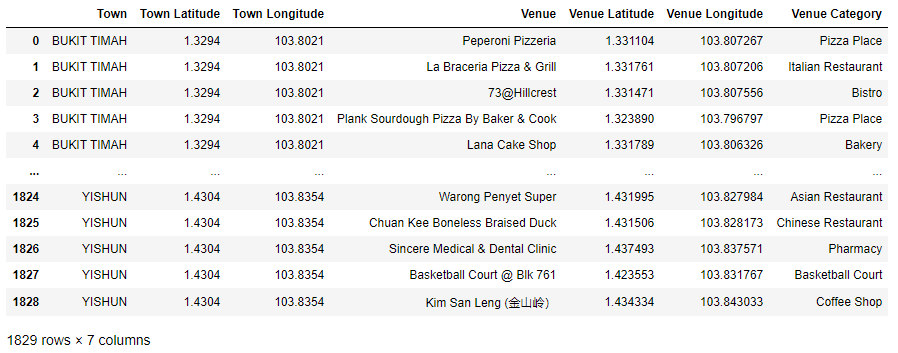 Town Town Latitude Town Longitude Venue Venue Latitude Venue Longitude Venue Category
0 BUKIT TIMAH 1.3294 103.8021 Peperoni Pizzeria 1.331104 103.807267 Pizza Place
1 BUKIT TIMAH 1.3294 103.8021 La Braceria Pizza & Grill 1.331761 103.807206 Italian Restaurant
2 BUKIT TIMAH 1.3294 103.8021 73@Hillcrest 1.331471 103.807556 Bistro
3 BUKIT TIMAH 1.3294 103.8021 Plank Sourdough Pizza By Baker & Cook 1.323890 103.796797 Pizza Place
4 BUKIT TIMAH 1.3294 103.8021 Lana Cake Shop 1.331789 103.806326 Bakery
... ... ... ... ... ... ... ...
1824 YISHUN 1.4304 103.8354 Warong Penyet Super 1.431995 103.827984 Asian Restaurant
1825 YISHUN 1.4304 103.8354 Chuan Kee Boneless Braised Duck 1.431506 103.828173 Chinese Restaurant
1826 YISHUN 1.4304 103.8354 Sincere Medical & Dental Clinic 1.437493 103.837571 Pharmacy
1827 YISHUN 1.4304 103.8354 Basketball Court @ Blk 761 1.423553 103.831767 Basketball Court
1828 YISHUN 1.4304 103.8354 Kim San Leng (金山岭) 1.434334 103.843033 Coffee Shop
1829 rows × 7 columns